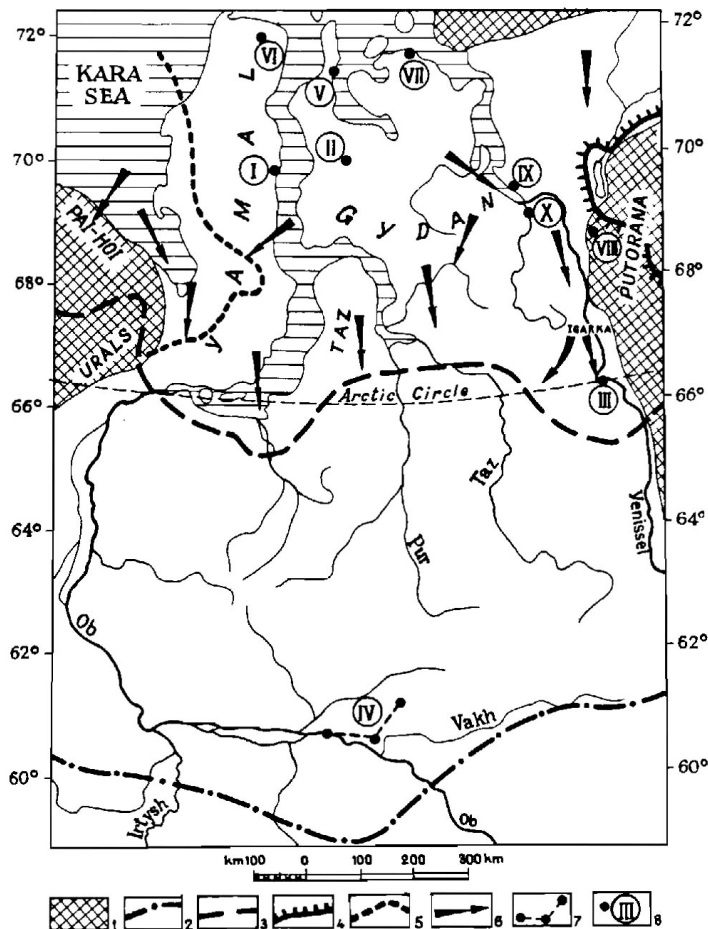 72°
72°
VI
VII
KARA
SEA
V
YAMAL
II
70°
70°
I
IX
GYDAN
X
PAI-HOI
VIII
PUTORANA
68°
68°
TAZ
IGARKA
URALS
Arctic Circle
III
66°
66°
Taz
Yenissei
64°
64°
Pur
Ob
62°
62°
IV
Vakh
60°
60°
Irtysh
Ob
km100 0 100 200 300 km
1 2 3 4 5 6 7 III 8